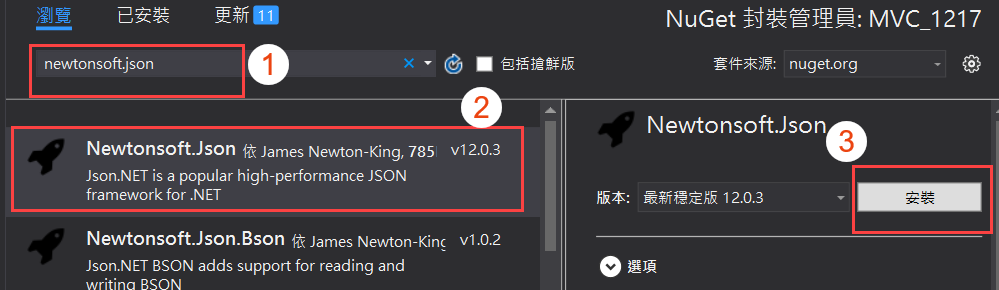 瀏覽 已安裝 更新 11
NuGet 封裝管理員: MVC_1217
newtonsoft.json
1
包括搶鮮版
套件來源: nuget.org
2
Newtonsoft.Json 依 James Newton-King, 785 v12.0.3
Json.NET is a popular high-performance JSON
framework for .NET
Newtonsoft.Json.Bson 依 James Newton-King v1.0.2
Json.NET BSON adds support for reading and
writing BSON
Newtonsoft.Json
3
版本: 最新穩定版 12.0.3 安裝
選項